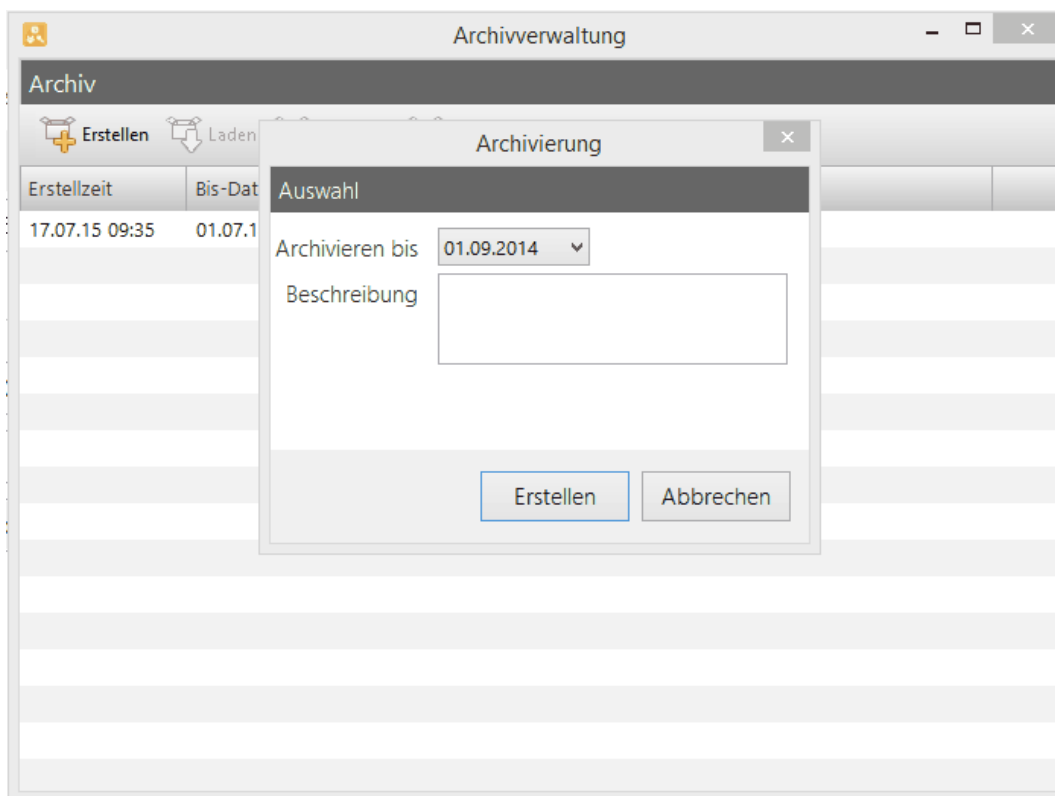 Archivverwaltung
Archiv
Erstellen Laden
Archivierung
Erstellzeit Bis-Dat
Auswahl
17.07.15 09:35 01.07.1
Archivieren bis 01.09.2014
Beschreibung
Erstellen Abbrechen